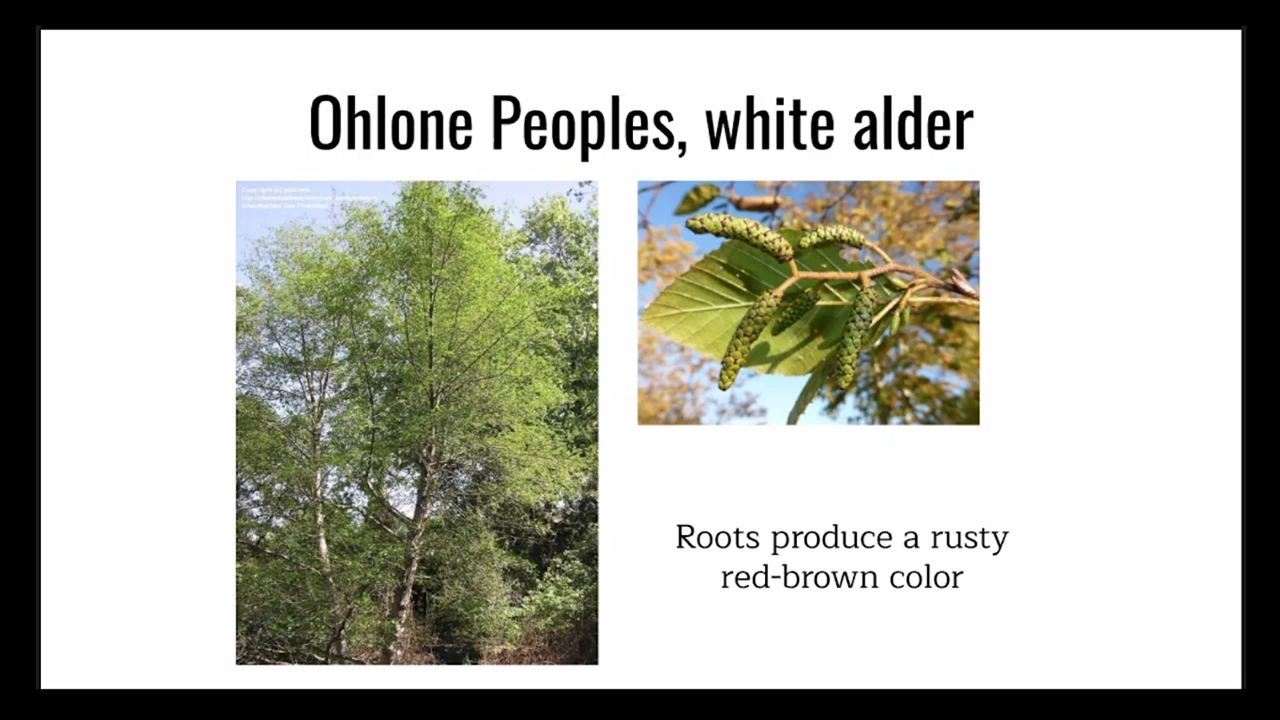 Ohlone Peoples, white alder
Roots produce a rusty
red-brown color